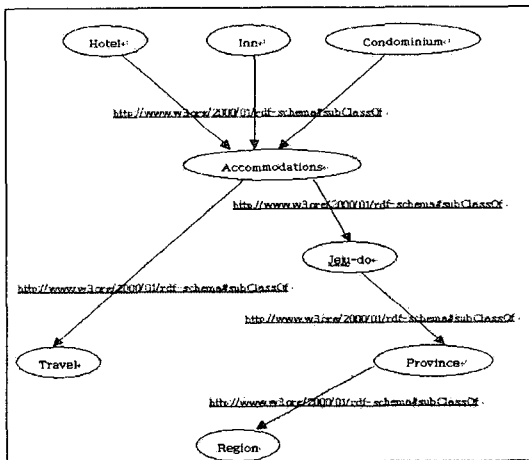 Hotel
Inn
Condominium
http://www.w3.org/2000/01/rdf-schema#subClassOf
Accommodations
http://www.w3.org/2000/01/rdf-schema#subClassOf
Jeju-do
http://www.w3.org/2000/01/rdf-schema#subClassOf
http://www.w3.org/2000/01/rdf-schema#subClassOf
Travel
Province
http://www.w3.org/2000/01/rdf-schema#subClassOf
Region